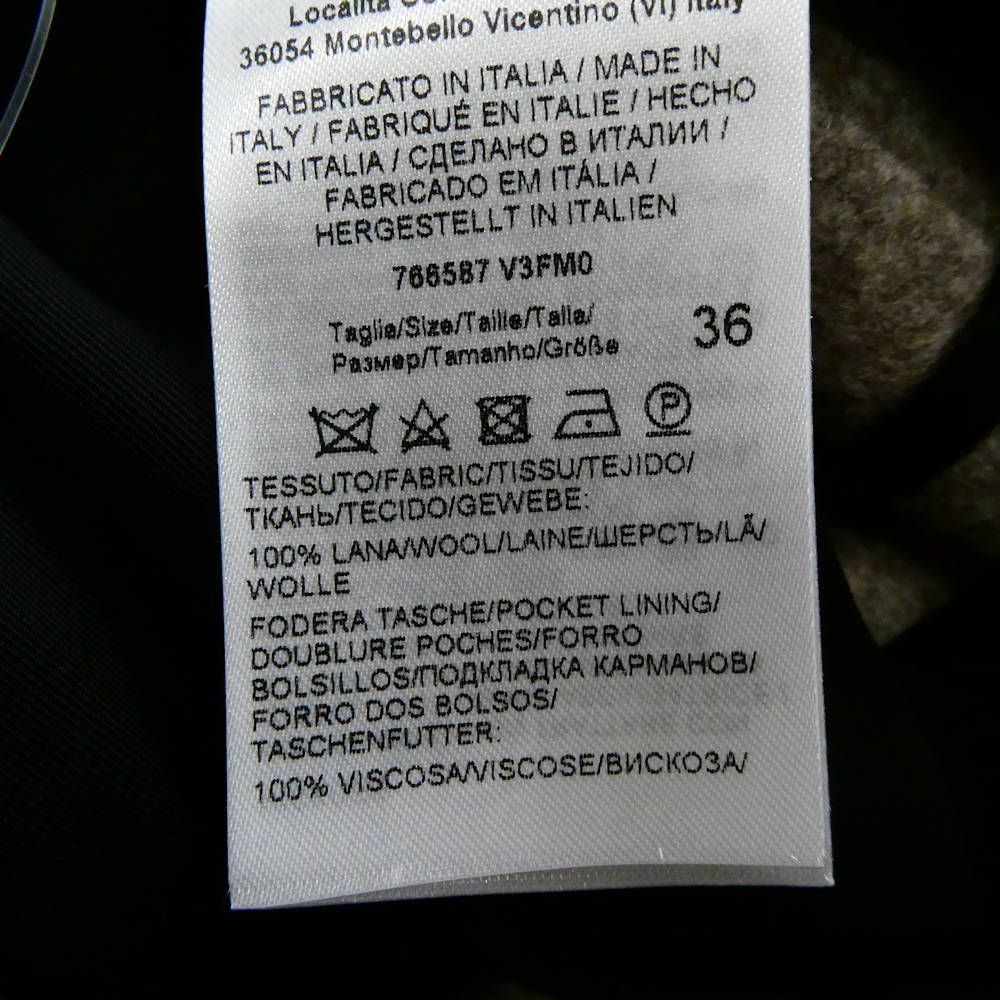 Località
36054 Montebello Vicentino (VI) Italy
FABBRICATO IN ITALIA / MADE IN
ITALY / FABRIQUÉ EN ITALIE / HECHO
EN ITALIA / СДЕЛАНО В ИТАЛИИ /
FABRICADO EM ITÁLIA /
HERGESTELLT IN ITALIEN
766587 V3FM0
Taglia/Size/Taille/Talla/
Размер/Tamanho/Größe
36
P
TESSUTO/FABRIC/TISSU/TEJIDO/
ТКАНЬ/TECIDO/GEWEBE:
100% LANA/WOOL/LAINE/ШЕРСТЬ/LÃ/
WOLLE
FODERA TASCHE/POCKET LINING/
DOUBLURE POCHES/FORRO
BOLSILLOS/ПОДКЛАДКА КАРМАНОВ/
FORRO DOS BOLSOS/
TASCHENFUTTER:
100% VISCOSA/VISCOSE/ВИСКОЗА/